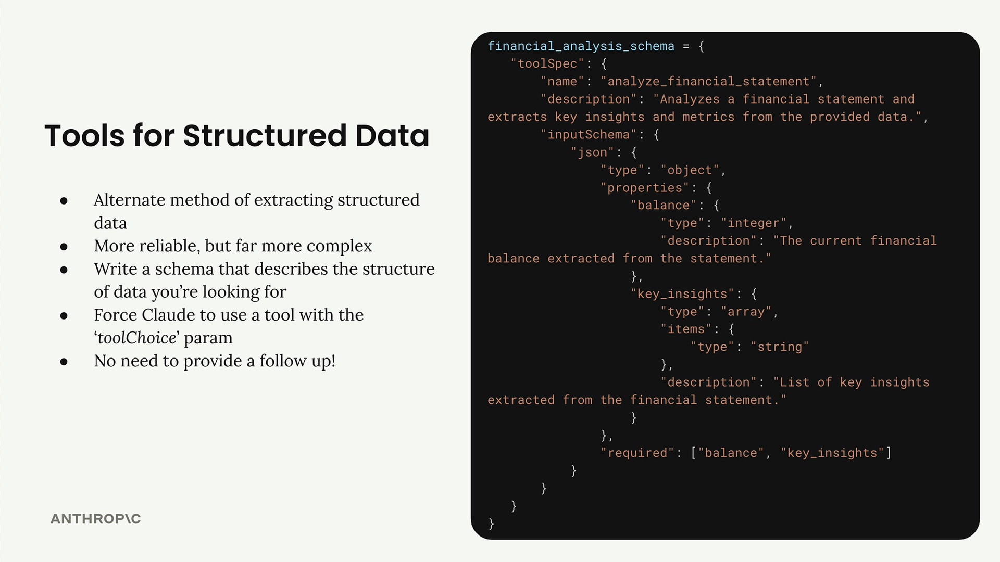 Tools for Structured Data
● Alternate method of extracting structured
data
● More reliable, but far more complex
● Write a schema that describes the structure
of data you’re looking for
● Force Claude to use a tool with the
‘toolChoice’ param
● No need to provide a follow up!
ANTHROP\C
financial_analysis_schema = {
"toolSpec": {
"name": "analyze_financial_statement",
"description": "Analyzes a financial statement and
extracts key insights and metrics from the provided data.",
"inputSchema": {
"json": {
"type": "object",
"properties": {
"balance": {
"type": "integer",
"description": "The current financial
balance extracted from the statement."
},
"key_insights": {
"type": "array",
"items": {
"type": "string"
},
"description": "List of key insights
extracted from the financial statement."
}
},
"required": ["balance", "key_insights"]
}
}
}
}